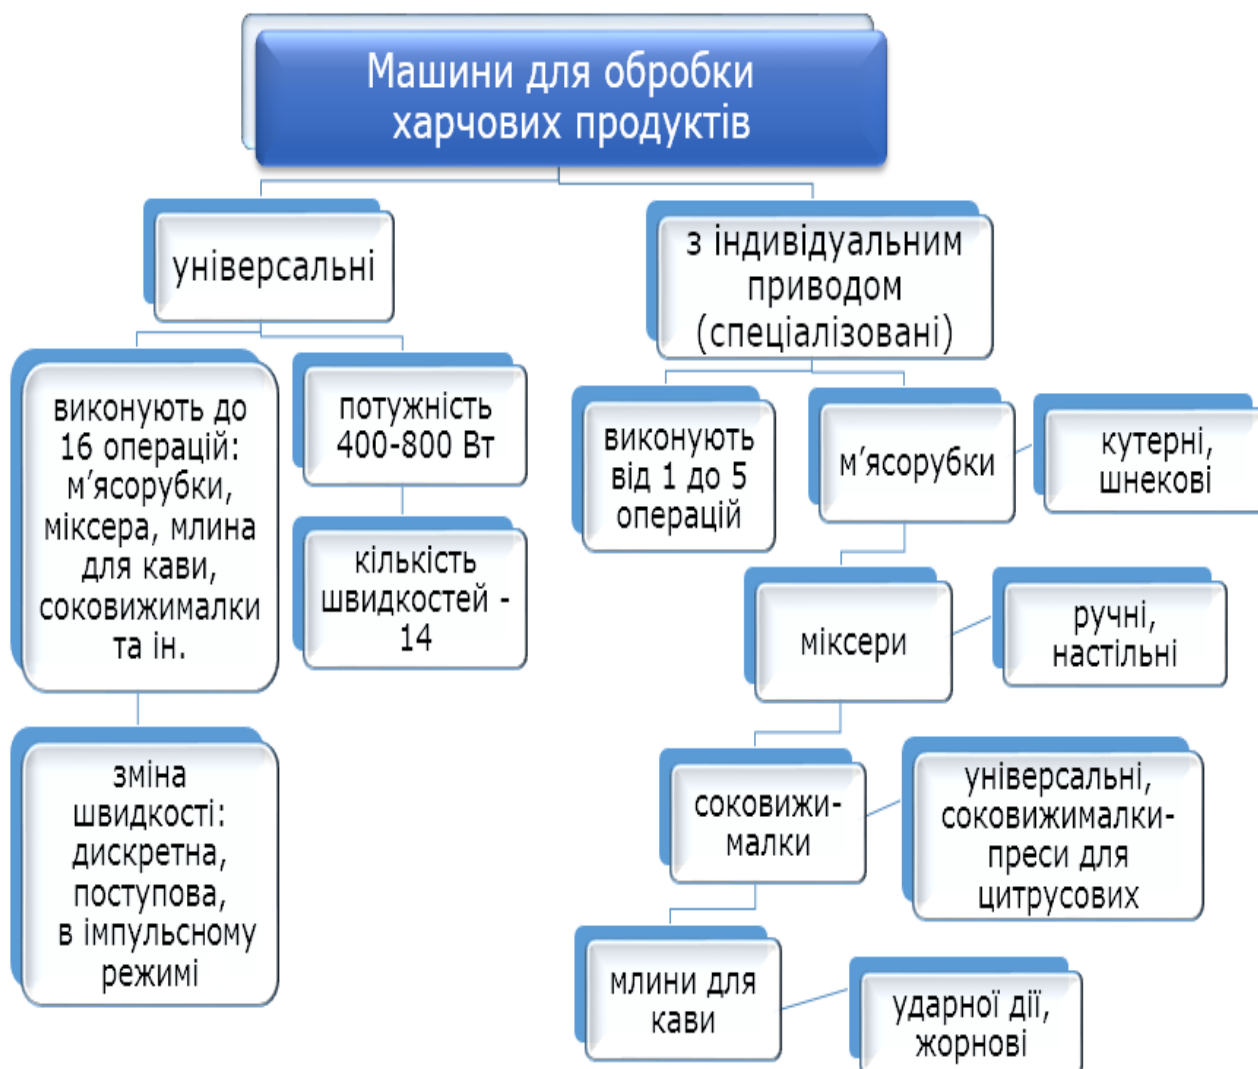 Машини для обробки
харчових продуктів
універсальні
з індивідуальним
приводом
(спеціалізовані)
виконують до
16 операцій:
м’ясорубки,
міксера, млина
для кави,
соковижималки
та ін.
потужність
400-800 Вт
виконують
від 1 до 5
операцій
м’ясорубки
кутерні,
шнекові
кількість
швидкостей -
14
міксери
ручні,
настільні
зміна
швидкості:
дискретна,
поступова,
в імпульсному
режимі
соковижи-
малки
універсальні,
соковижималки-
преси для
цитрусових
млини для
кави
ударної дії,
жорнові